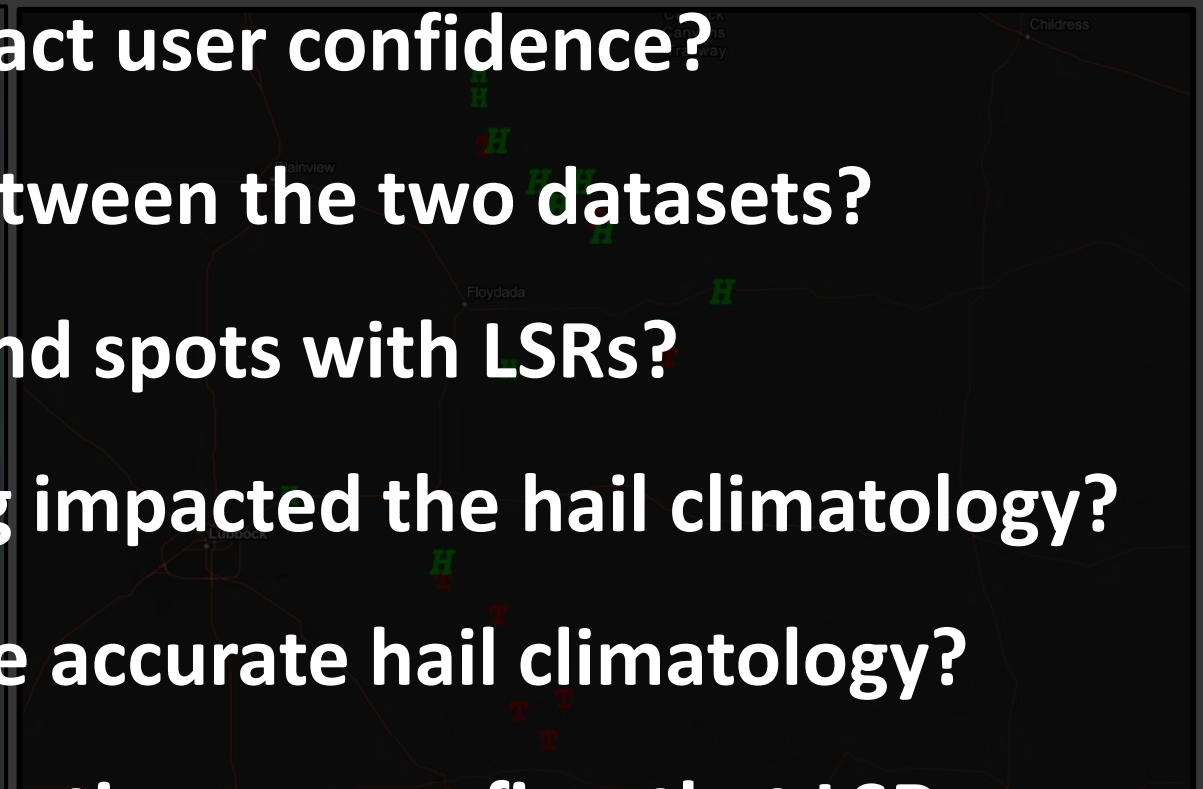 Childress
act user confidence?
H
H
H
Plainview
H H
tween the two datasets?
H
Floydada
H
nd spots with LSRs?
T
H
g impacted the hail climatology?
Lubbock
H
T
T
e accurate hail climatology?
T
T
T